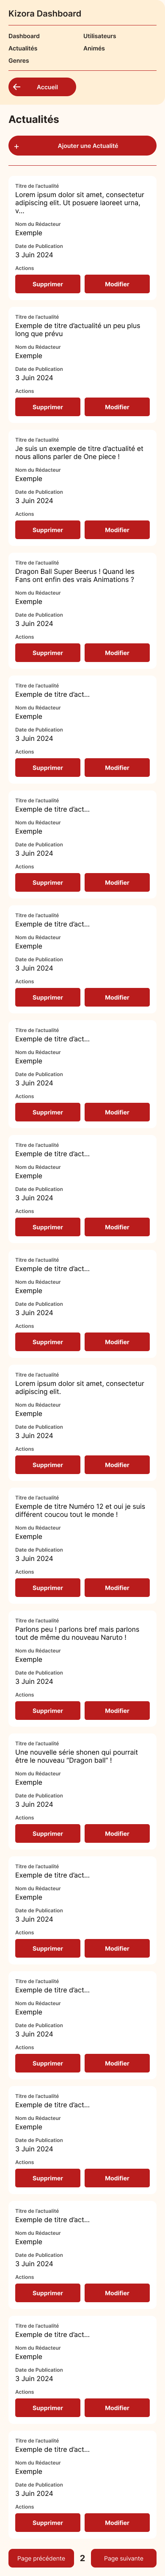 Kizora Dashboard
Dashboard
Utilisateurs
Actualités
Animés
Genres
Accueil
Actualités
Ajouter une Actualité
Titre de l'actualité
Lorem ipsum dolor sit amet, consectetur
adipiscing elit. Ut posuere laoreet urna,
v...
Nom du Rédacteur
Exemple
Date de Publication
3 Juin 2024
Actions
Supprimer
Modifier
Titre de l'actualité
Exemple de titre d'actualité un peu plus
long que prévu
Nom du Rédacteur
Exemple
Date de Publication
3 Juin 2024
Actions
Supprimer
Modifier
Titre de l'actualité
Je suis un exemple de titre d'actualité et
nous allons parler de One piece !
Nom du Rédacteur
Exemple
Date de Publication
3 Juin 2024
Actions
Supprimer
Modifier
Titre de l'actualité
Dragon Ball Super Beerus ! Quand les
Fans ont enfin des vrais Animations ?
Nom du Rédacteur
Exemple
Date de Publication
3 Juin 2024
Actions
Supprimer
Modifier
Titre de l'actualité
Exemple de titre d'act...
Nom du Rédacteur
Exemple
Date de Publication
3 Juin 2024
Actions
Supprimer
Modifier
Titre de l'actualité
Exemple de titre d'act...
Nom du Rédacteur
Exemple
Date de Publication
3 Juin 2024
Actions
Supprimer
Modifier
Titre de l'actualité
Exemple de titre d'act...
Nom du Rédacteur
Exemple
Date de Publication
3 Juin 2024
Actions
Supprimer
Modifier
Titre de l'actualité
Exemple de titre d'act...
Nom du Rédacteur
Exemple
Date de Publication
3 Juin 2024
Actions
Supprimer
Modifier
Titre de l'actualité
Exemple de titre d'act...
Nom du Rédacteur
Exemple
Date de Publication
3 Juin 2024
Actions
Supprimer
Modifier
Titre de l'actualité
Exemple de titre d'act...
Nom du Rédacteur
Exemple
Date de Publication
3 Juin 2024
Actions
Supprimer
Modifier
Titre de l'actualité
Lorem ipsum dolor sit amet, consectetur
adipiscing elit.
Nom du Rédacteur
Exemple
Date de Publication
3 Juin 2024
Actions
Supprimer
Modifier
Titre de l'actualité
Exemple de titre Numéro 12 et oui je suis
différent coucou tout le monde !
Nom du Rédacteur
Exemple
Date de Publication
3 Juin 2024
Actions
Supprimer
Modifier
Titre de l'actualité
Parlons peu ! parlons bref mais parlons
tout de même du nouveau Naruto !
Nom du Rédacteur
Exemple
Date de Publication
3 Juin 2024
Actions
Supprimer
Modifier
Titre de l'actualité
Une nouvelle série shonen qui pourrait
être le nouveau "Dragon ball" !
Nom du Rédacteur
Exemple
Date de Publication
3 Juin 2024
Actions
Supprimer
Modifier
Titre de l'actualité
Exemple de titre d'act...
Nom du Rédacteur
Exemple
Date de Publication
3 Juin 2024
Actions
Supprimer
Modifier
Titre de l'actualité
Exemple de titre d'act...
Nom du Rédacteur
Exemple
Date de Publication
3 Juin 2024
Actions
Supprimer
Modifier
Titre de l'actualité
Exemple de titre d'act...
Nom du Rédacteur
Exemple
Date de Publication
3 Juin 2024
Actions
Supprimer
Modifier
Titre de l'actualité
Exemple de titre d'act...
Nom du Rédacteur
Exemple
Date de Publication
3 Juin 2024
Actions
Supprimer
Modifier
Titre de l'actualité
Exemple de titre d'act...
Nom du Rédacteur
Exemple
Date de Publication
3 Juin 2024
Actions
Supprimer
Modifier
Titre de l'actualité
Exemple de titre d'act...
Nom du Rédacteur
Exemple
Date de Publication
3 Juin 2024
Actions
Supprimer
Modifier
Page précédente
2
Page suivante